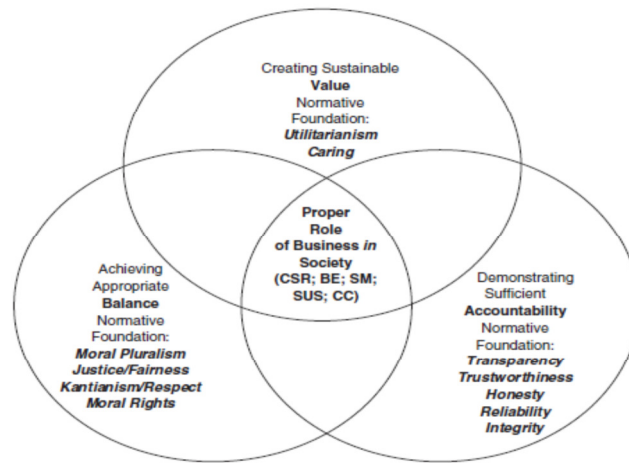 Creating Sustainable
Value
Normative
Foundation:
Utilitarianism
Caring
Proper
Role
of Business in
Society
(CSR; BE; SM;
SUS; CC)
Achieving
Appropriate
Balance
Normative
Foundation:
Moral Pluralism
Justice/Fairness
Kantianism/Respect
Moral Rights
Demonstrating
Sufficient
Accountability
Normative
Foundation:
Transparency
Trustworthiness
Honesty
Reliability
Integrity